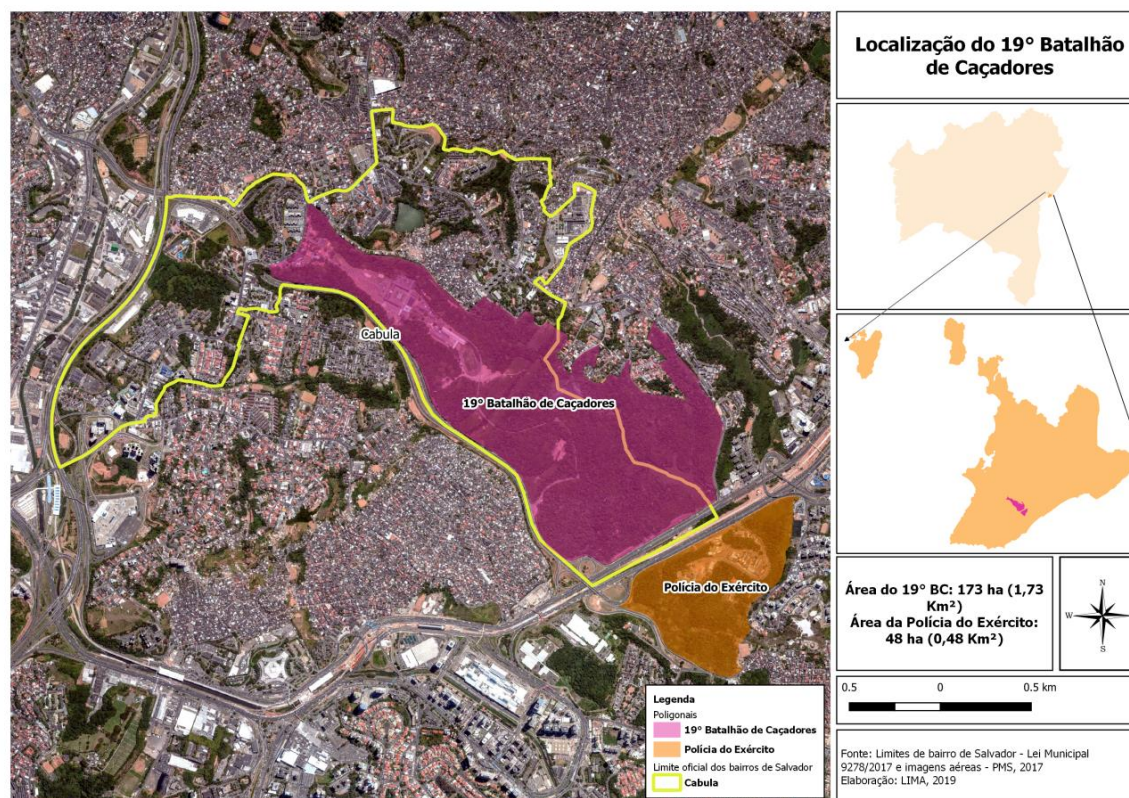 Localização do 19° Batalhão
de Caçadores
Cabula
19° Batalhão de Caçadores
Polícia do Exército
Área do 19° BC: 173 ha (1,73
Km²)
Área da Polícia do Exército:
48 ha (0,48 Km²)
N
W
S
0.5
0
0.5 km
Legenda
Poligonais
19° Batalhão de Caçadores
Polícia do Exército
Limite oficial dos bairros de Salvador
Cabula
Fonte: Limites de bairro de Salvador - Lei Municipal
9278/2017 e imagens aéreas - PMS, 2017
Elaboração: LIMA, 2019